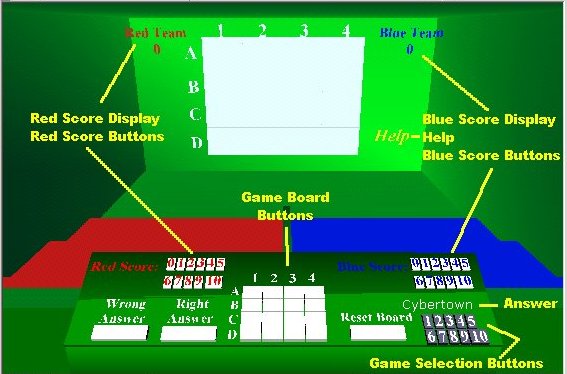 Red Team
0
1 2 3 4
Blue Team
0
A
B
C
D
Red Score Display
Red Score Buttons
Help
Blue Score Display
Help
Blue Score Buttons
Game Board
Buttons
Red Score:
0 1 2 3 4 5
6 7 8 9 10
1 2 3 4
A
B
C
D
Blue Score:
0 1 2 3 4 5
6 7 8 9 10
Wrong
Answer
Right
Answer
Reset Board
Cybertown
Answer
1 2 3 4 5
6 7 8 9 10
Game Selection Buttons